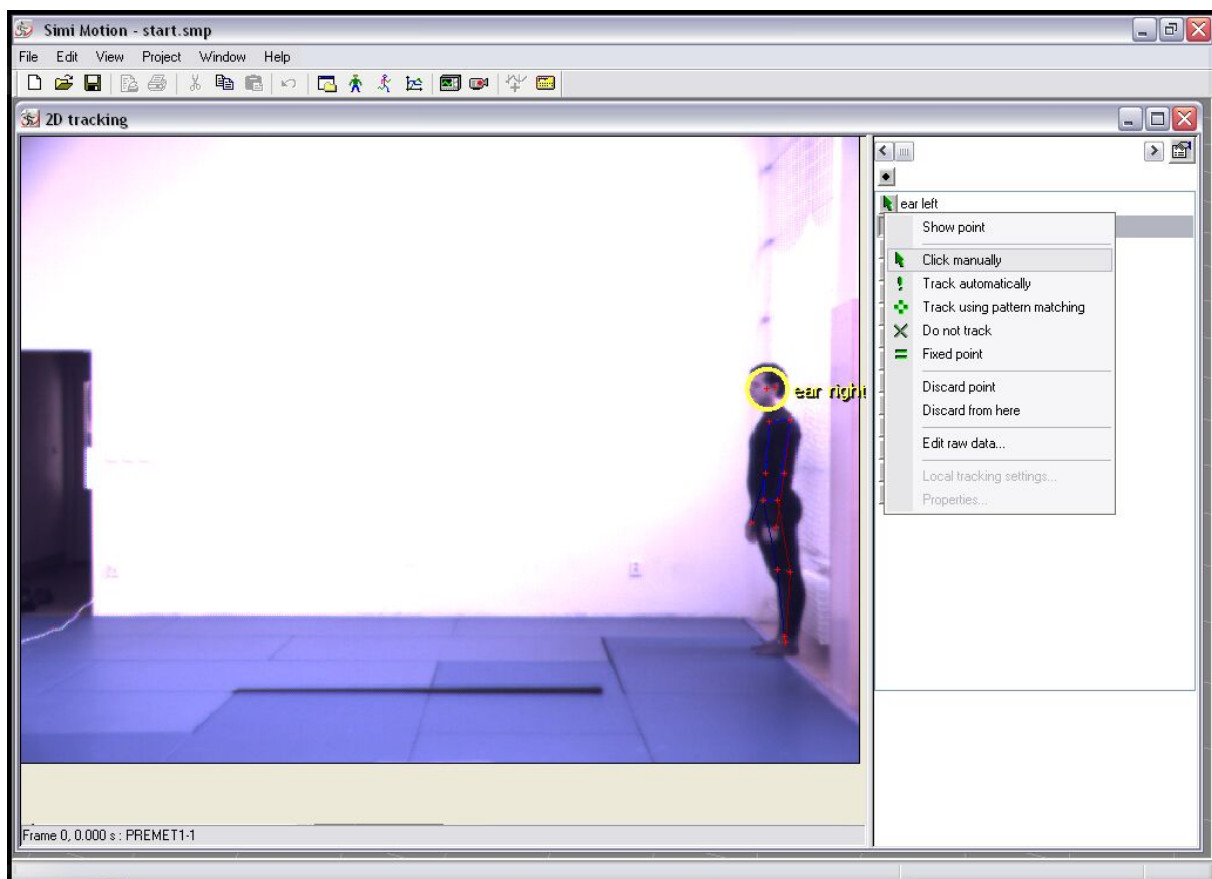 Simi Motion - start.smp
File Edit View Project Window Help
2D tracking
ear left
Show point
Click manually
Track automatically
Track using pattern matching
Do not track
Fixed point
Discard point
Discard from here
Edit raw data...
Local tracking settings...
Properties...
ear right
Frame 0, 0.000 s : PREMET1-1